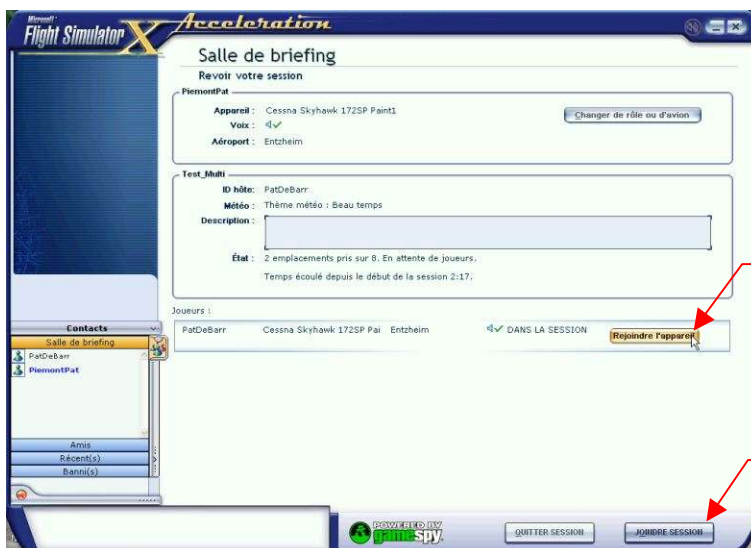 Microsoft
Flight Simulator X
Acceleration
Salle de briefing
Revoir votre session
PiemontPat
Appareil : Cessna Skyhawk 172SP Paint1
Changer de rôle ou d'avion
Voix :
Aéroport : Entzheim
Test_Multi
ID hôte: PatDeBarr
Météo : Thème météo : Beau temps
Description :
État : 2 emplacements pris sur 8. En attente de joueurs.
Temps écoulé depuis le début de la session 2:17.
Joueurs :
PatDeBarr Cessna Skyhawk 172SP Pai Entzheim DANS LA SESSION Rejoindre l'appareil
Contacts
Salle de briefing
PatDeBarr
PiemontPat
Amis
Récent(s)
Banni(s)
POWERED BY
gamespy.
QUITTER SESSION
JOINDRE SESSION